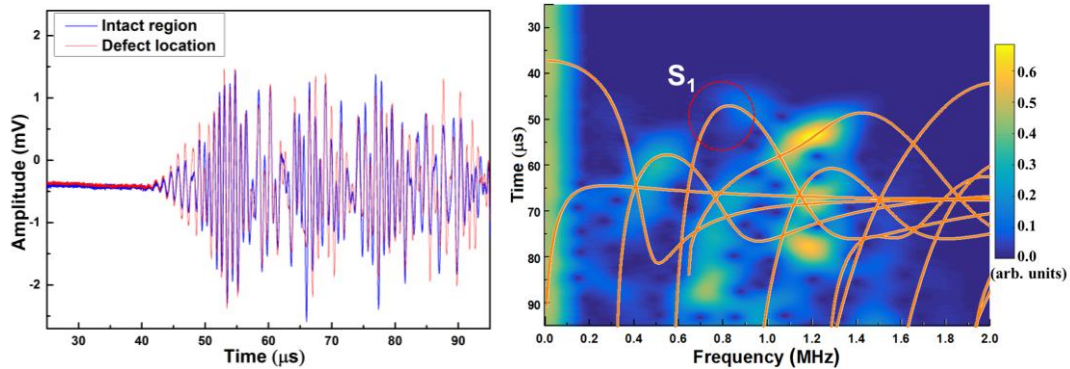 Intact region
Defect location
2
0
-1
-2
Amplitude (mV)
30 40 50 60 70 80 90
Time (μs)
S1
30
40
50
60
70
80
90
Time (μs)
0.0 0.2 0.4 0.6 0.8 1.0 1.2 1.4 1.6 1.8 2.0
Frequency (MHz)
0.6
0.5
0.4
0.3
0.2
0.1
0.0
(arb. units)